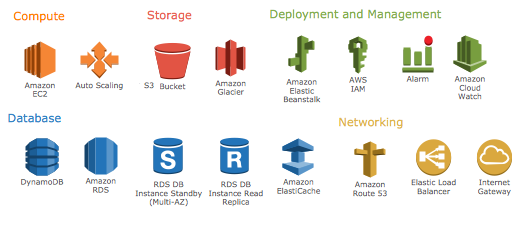 Compute
Storage
Deployment and Management
Amazon
EC2
Auto Scaling
S3 Bucket
Amazon
Glacier
Amazon
Elastic
Beanstalk
AWS
IAM
Alarm
Amazon
Cloud
Watch
Database
Networking
DynamoDB
Amazon
RDS
S
RDS DB
Instance Standby
(Multi-AZ)
R
RDS DB
Instance Read
Replica
Amazon
ElastiCache
Amazon
Route S3
Elastic Load
Balancer
Internet
Gateway